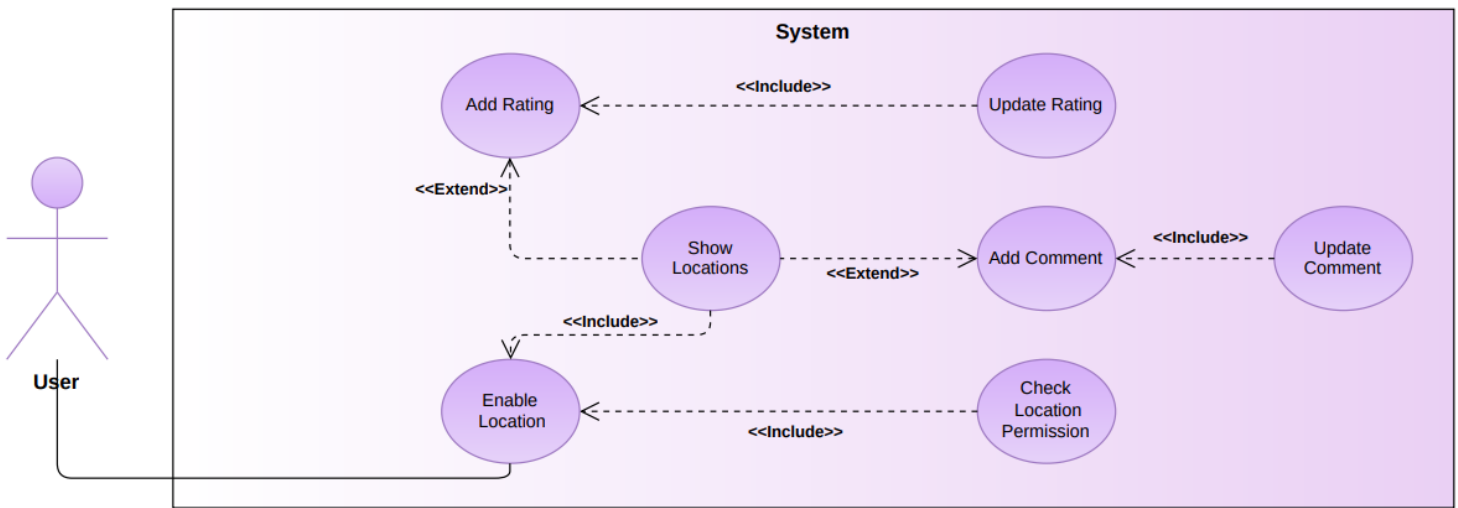 System
Add Rating
<<Include>>
Update Rating
<<Extend>>
Show
Locations
<<Extend>>
Add Comment
<<Include>>
Update
Comment
<<Include>>
User
Enable
Location
<<Include>>
Check
Location
Permission